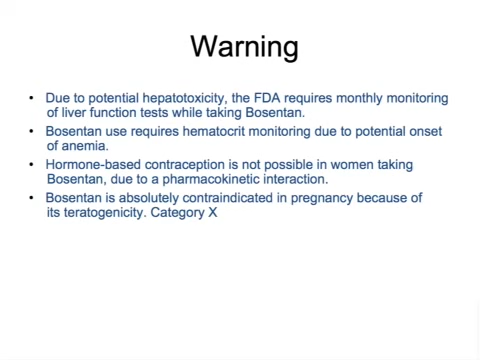 Warning
• Due to potential hepatotoxicity, the FDA requires monthly monitoring
of liver function tests while taking Bosentan.
• Bosentan use requires hematocrit monitoring due to potential onset
of anemia.
• Hormone-based contraception is not possible in women taking
Bosentan, due to a pharmacokinetic interaction.
• Bosentan is absolutely contraindicated in pregnancy because of
its teratogenicity. Category X